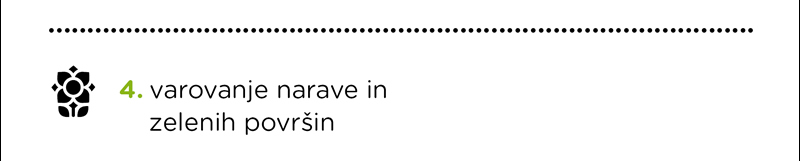 4. varovanje narave in
zelenih površin